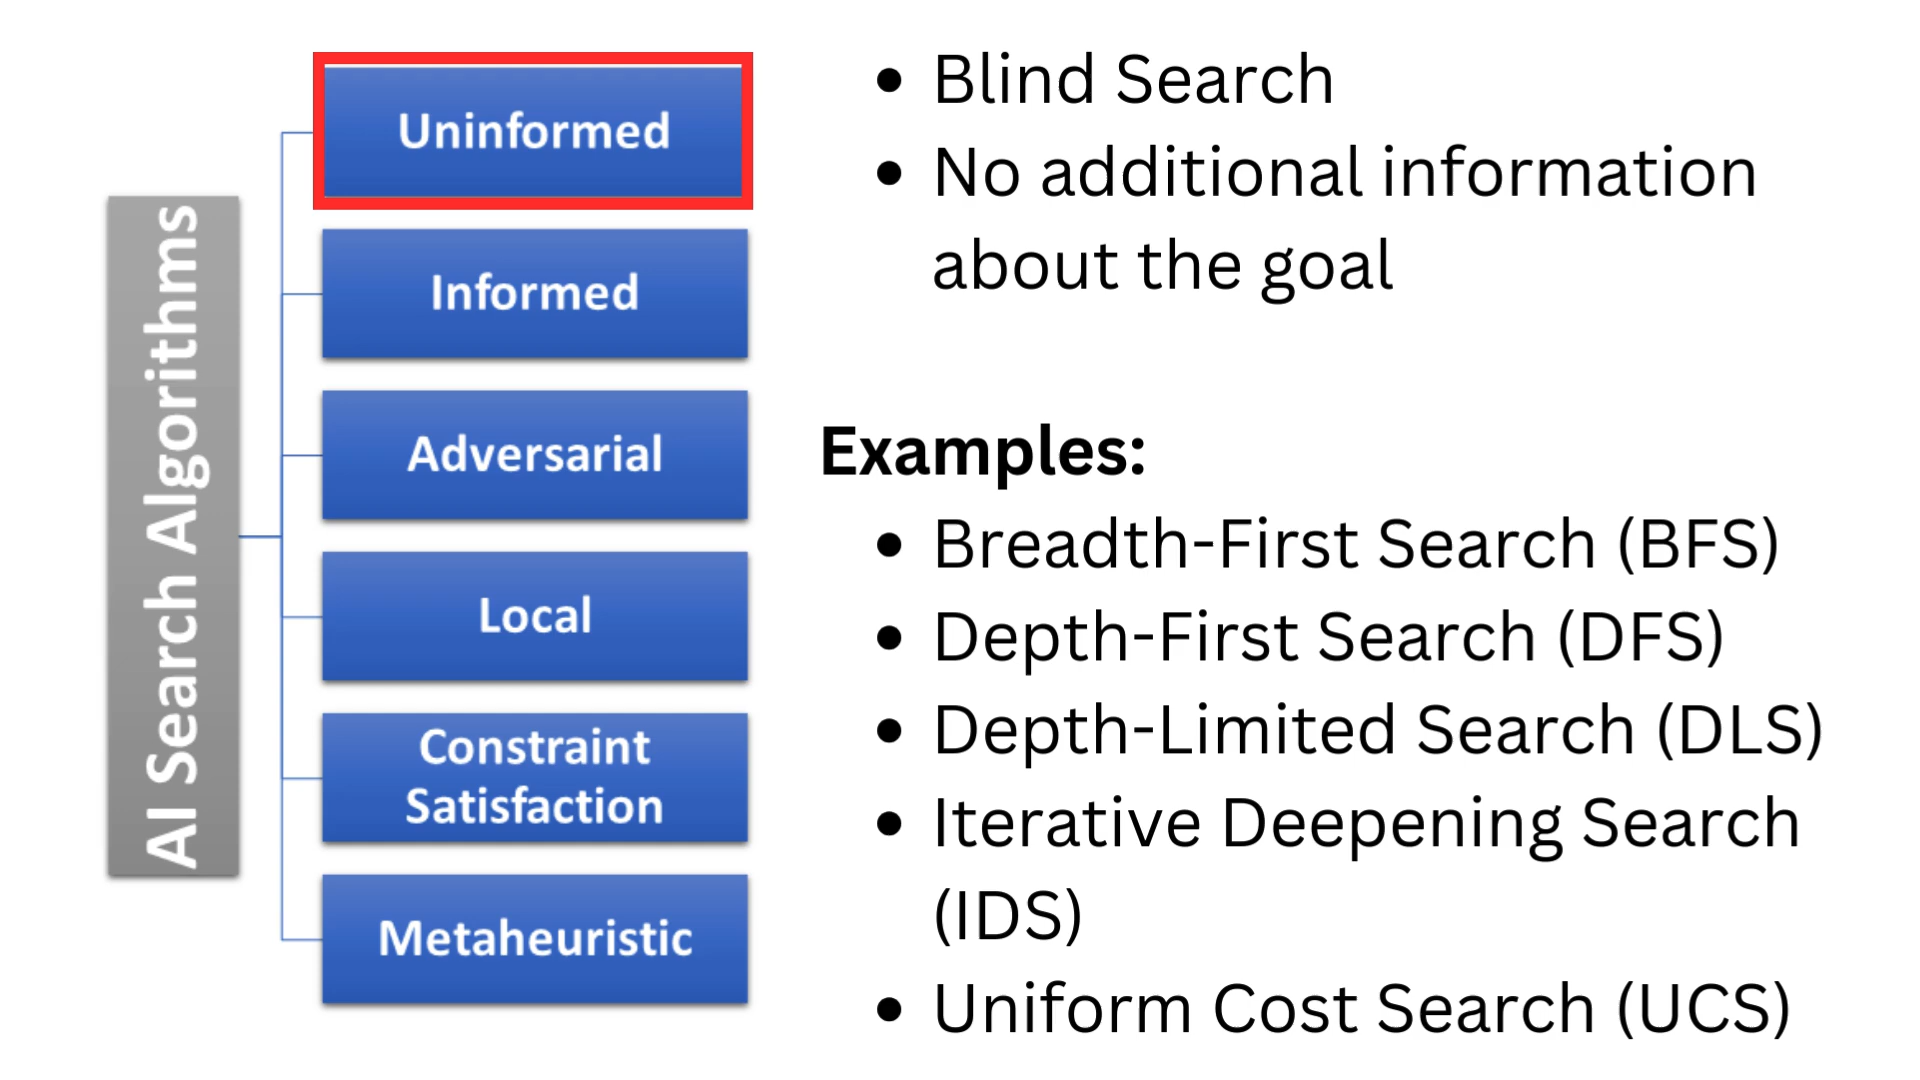 AI Search Algorithms
Uninformed
Informed
Adversarial
Local
Constraint
Satisfaction
Metaheuristic
• Blind Search
• No additional information
about the goal
Examples:
• Breadth-First Search (BFS)
• Depth-First Search (DFS)
• Depth-Limited Search (DLS)
• Iterative Deepening Search
(IDS)
• Uniform Cost Search (UCS)